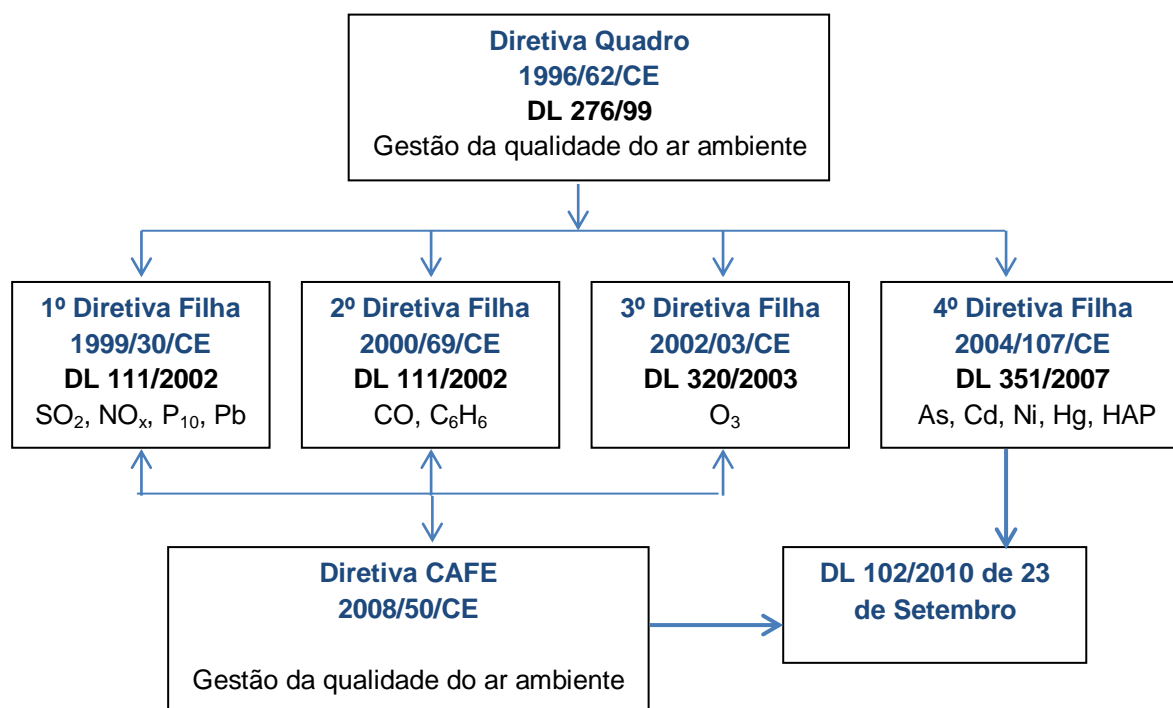 Diretiva Quadro
1996/62/CE
DL 276/99
Gestão da qualidade do ar ambiente
1º Diretiva Filha
1999/30/CE
DL 111/2002
SO₂, NOₓ, P₁₀, Pb
2º Diretiva Filha
2000/69/CE
DL 111/2002
CO, C₆H₆
3º Diretiva Filha
2002/03/CE
DL 320/2003
O₃
4º Diretiva Filha
2004/107/CE
DL 351/2007
As, Cd, Ni, Hg, HAP
Diretiva CAFE
2008/50/CE
Gestão da qualidade do ar ambiente
DL 102/2010 de 23
de Setembro